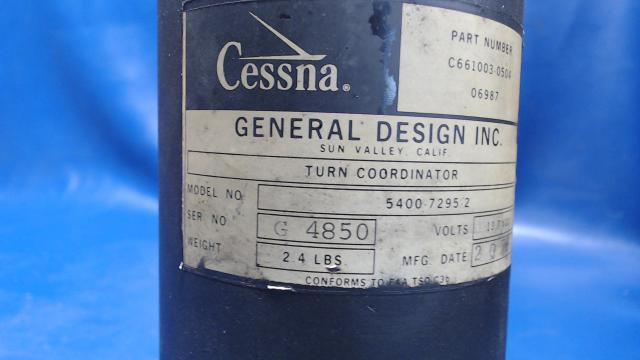 Cessna®
PART NUMBER
C661003-0504
06987
GENERAL DESIGN INC.
SUN VALLEY, CALIF.
TURN COORDINATOR
MODEL NO 5400-7295 2
SER NO G 4850 VOLTS
WEIGHT 2.4 LBS. MFG. DATE
CONFORMS TO FAA TSO C3b